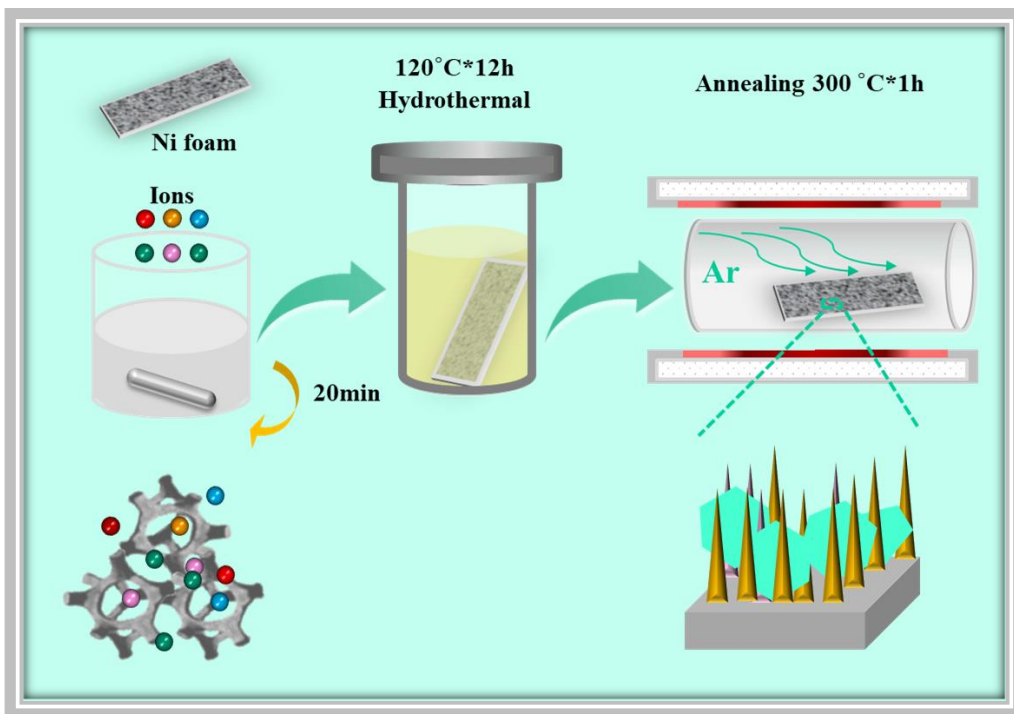 Ni foam
Ions
20min
120°C*12h
Hydrothermal
Annealing 300 °C*1h
Ar